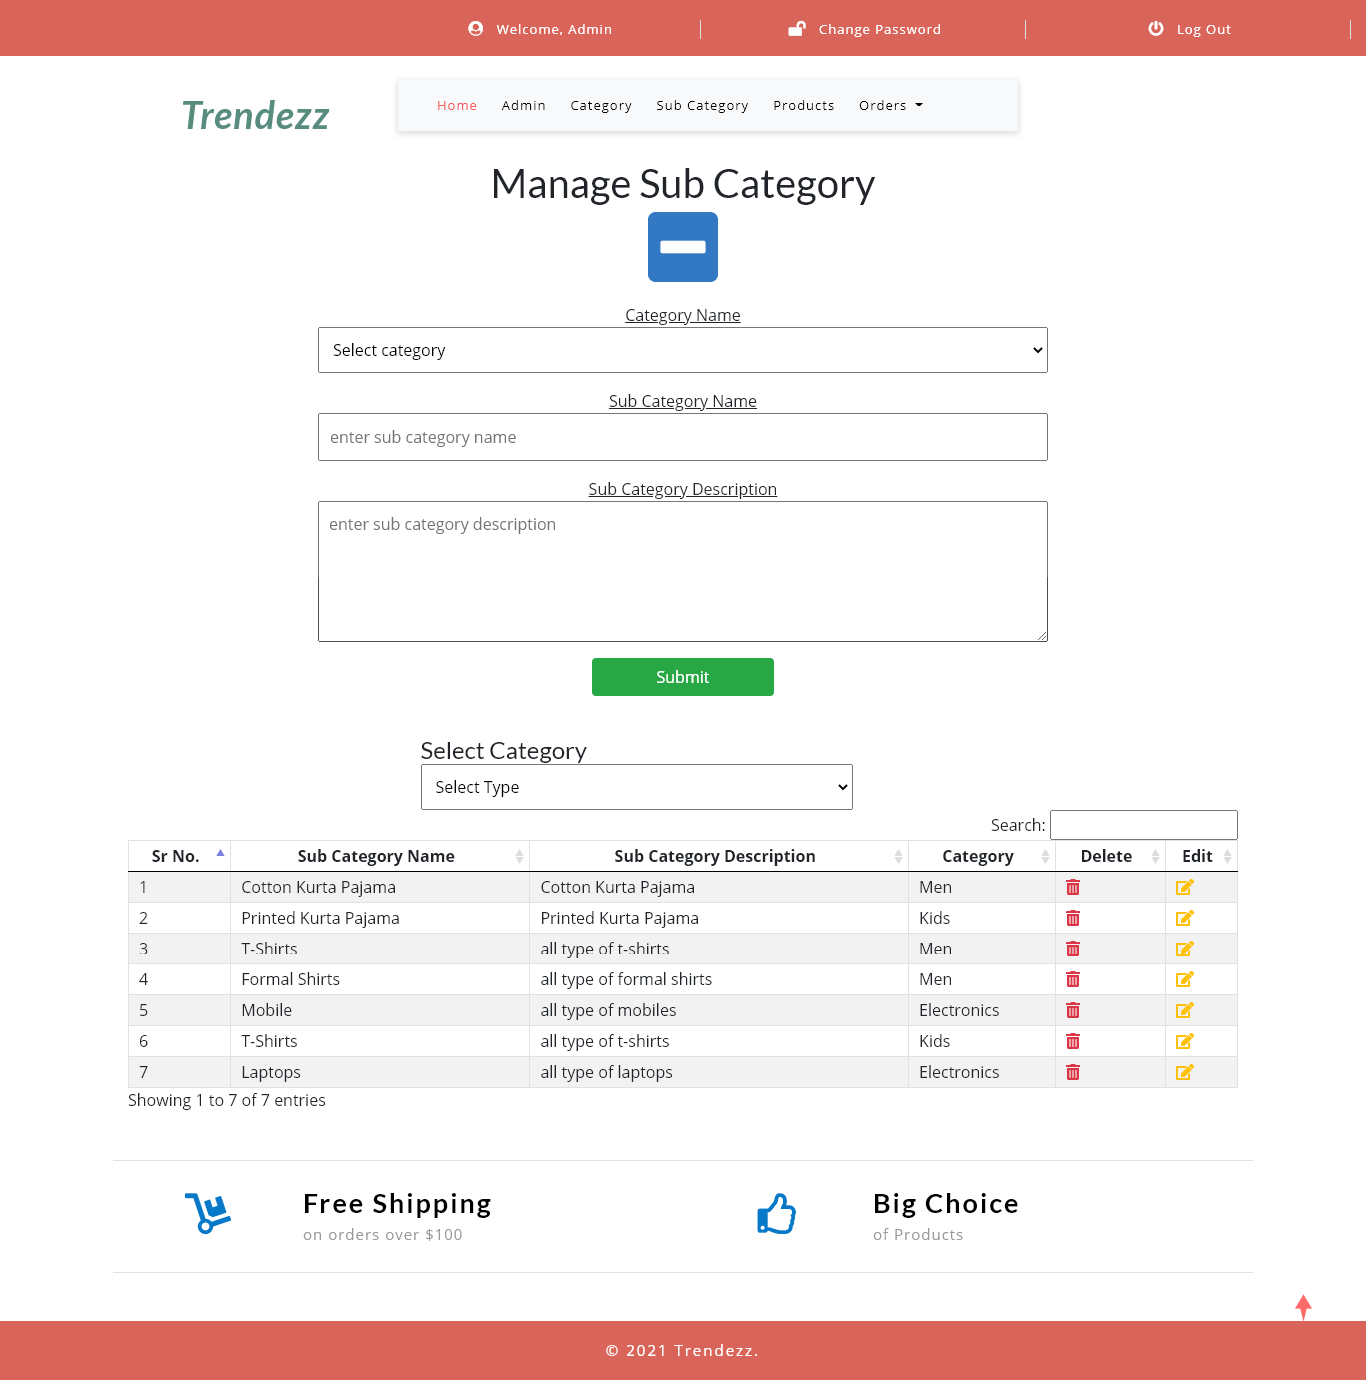 Welcome, Admin
Change Password
Log Out
Trendezz
Home Admin Category Sub Category Products Orders
Manage Sub Category
Category Name
Select category
Sub Category Name
enter sub category name
Sub Category Description
enter sub category description
Submit
Select Category
Select Type
Search:
Sr No. Sub Category Name Sub Category Description Category Delete Edit
1 Cotton Kurta Pajama Cotton Kurta Pajama Men
2 Printed Kurta Pajama Printed Kurta Pajama Kids
3 T-Shirts all type of t-shirts Men
4 Formal Shirts all type of formal shirts Men
5 Mobile all type of mobiles Electronics
6 T-Shirts all type of t-shirts Kids
7 Laptops all type of laptops Electronics
Showing 1 to 7 of 7 entries
Free Shipping
on orders over $100
Big Choice
of Products
© 2021 Trendezz.